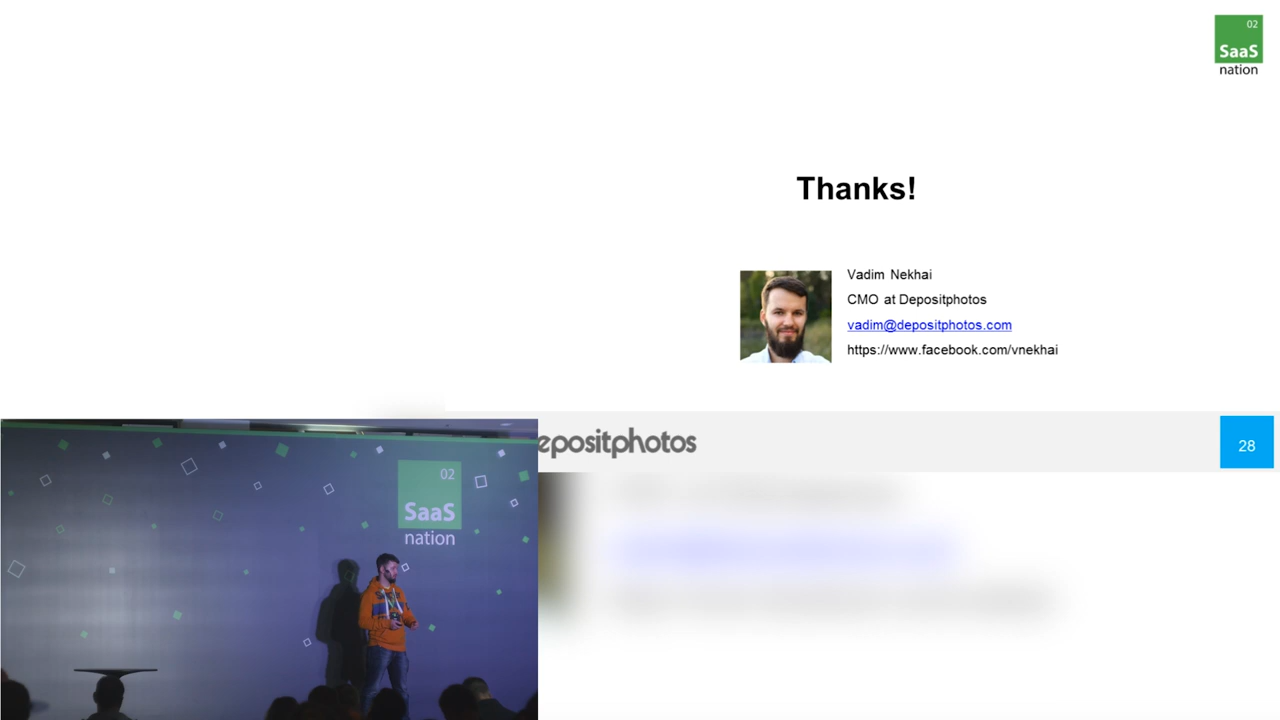 02
SaaS
nation
Thanks!
Vadim Nekhai
CMO at Depositphotos
vadim@depositphotos.com
https://www.facebook.com/vnekhai
epositphotos
28
02
SaaS
nation